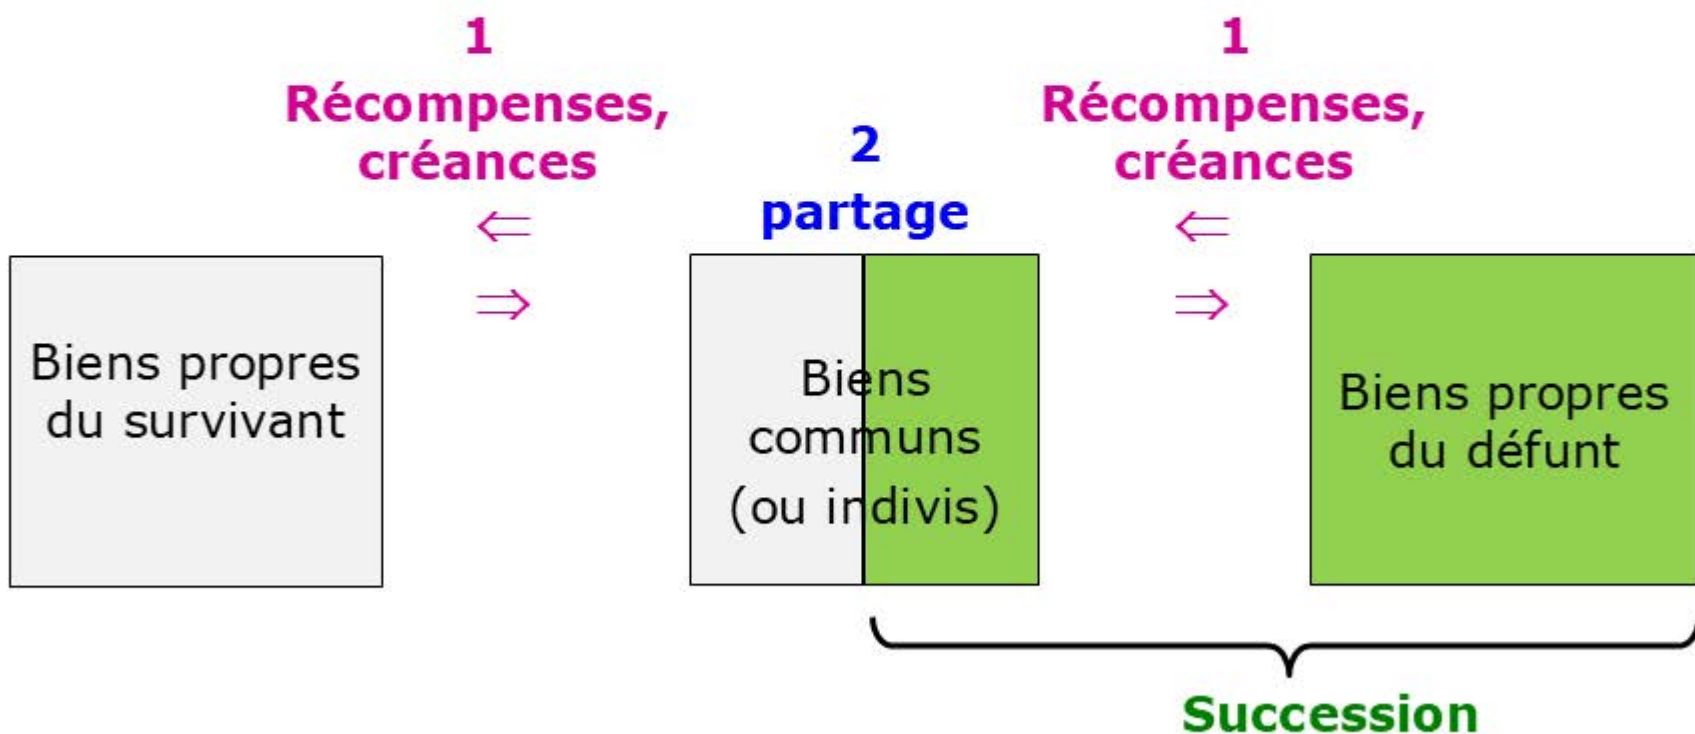 1
Récompenses,
créances
⇐
⇒
2
partage
1
Récompenses,
créances
⇐
⇒
Biens propres
du survivant
Biens
communs
(ou indivis)
Biens propres
du défunt
Succession